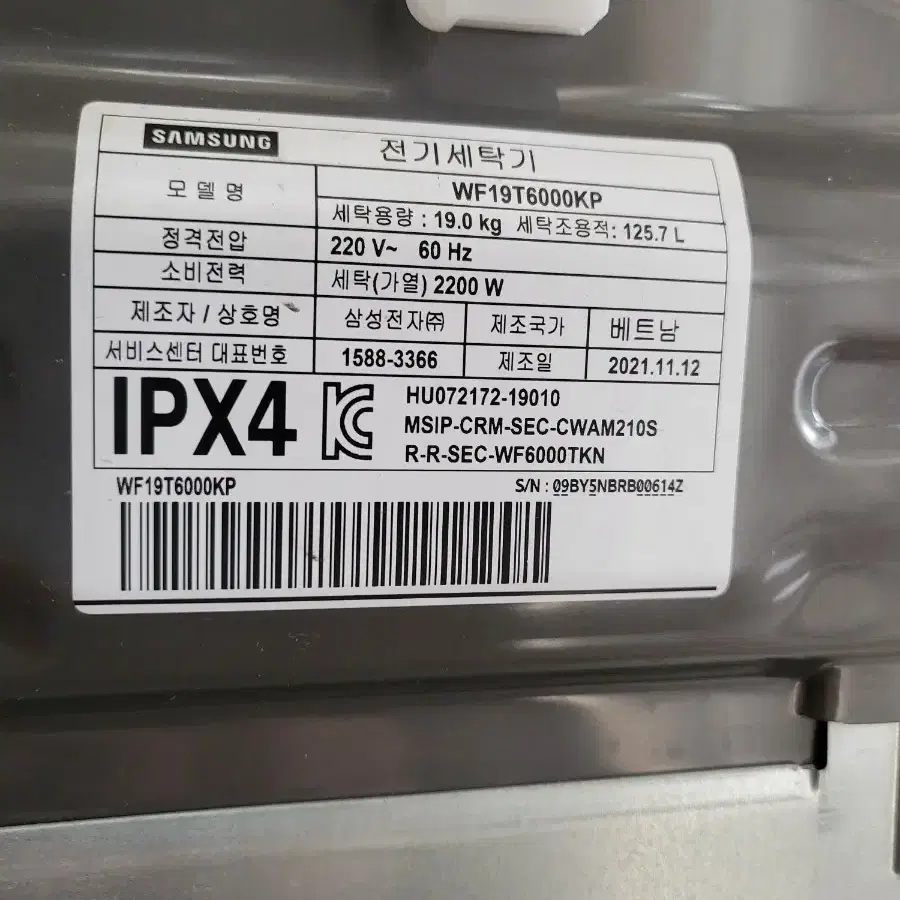 SAMSUNG 전기세탁기
모델명 WF19T6000KP
세탁용량 : 19.0 kg 세탁조용적: 125.7 L
정격전압 220 V~ 60 Hz
소비전력 세탁(가열) 2200 W
제조자 / 상호명 삼성전자㈜ 제조국가 베트남
서비스센터 대표번호 1588-3366 제조일 2021.11.12
IPX4
HU072172-19010
MSIP-CRM-SEC-CWAM210S
R-R-SEC-WF6000TKN
WF19T6000KP S/N : 09BY5NBRB00614Z